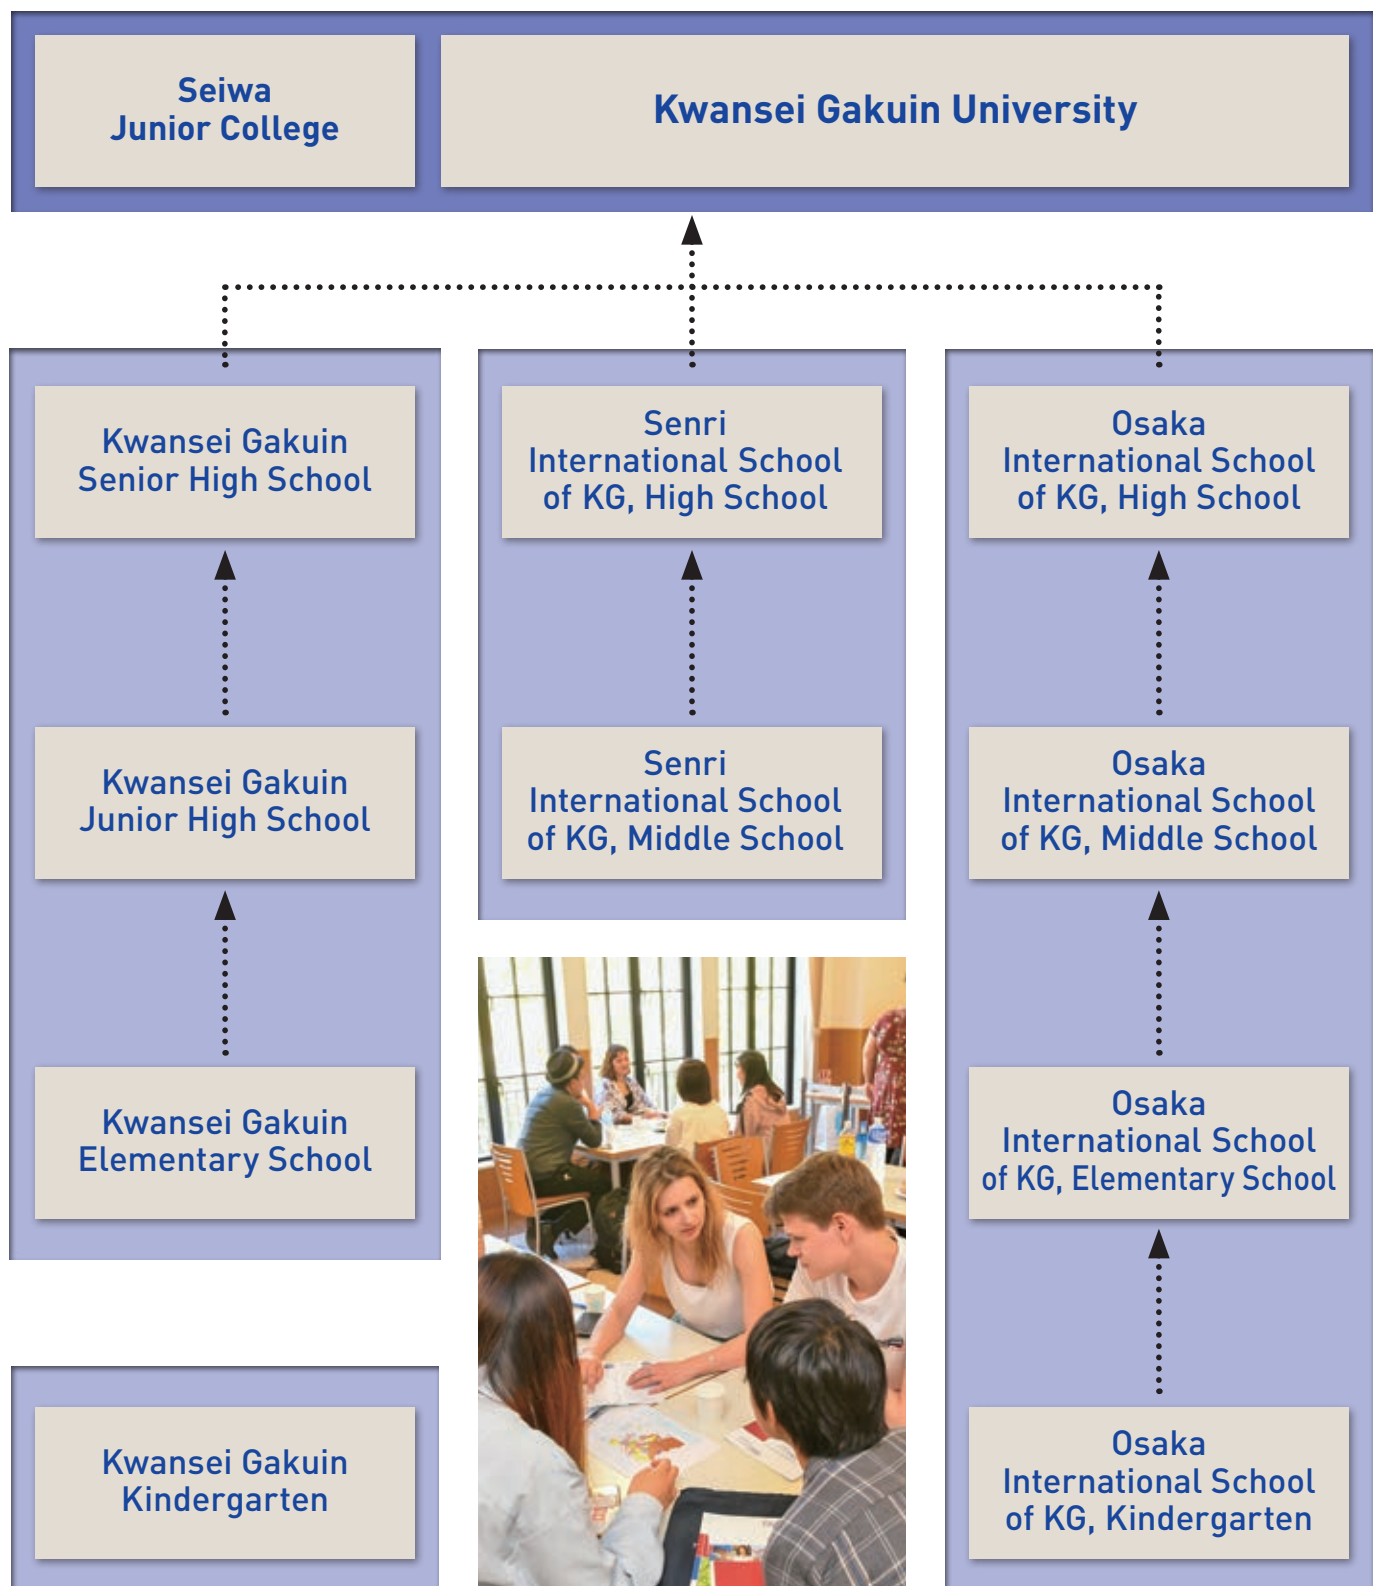 Seiwa
Junior College
Kwansei Gakuin University
Kwansei Gakuin
Senior High School
Senri
International School
of KG, High School
Osaka
International School
of KG, High School
Kwansei Gakuin
Junior High School
Senri
International School
of KG, Middle School
Osaka
International School
of KG, Middle School
Kwansei Gakuin
Elementary School
Osaka
International School
of KG, Elementary School
Kwansei Gakuin
Kindergarten
Osaka
International School
of KG, Kindergarten